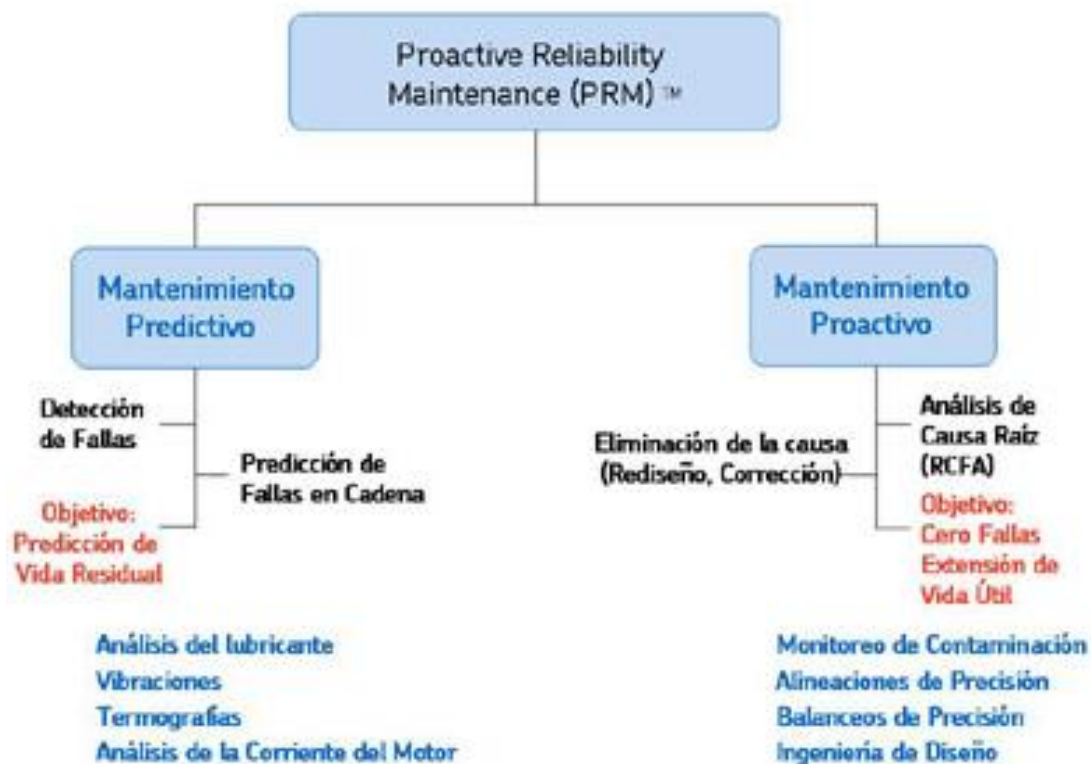 Proactive Reliability
Maintenance (PRM) ™
Mantenimiento
Predictivo
Detección
de Fallas
Predicción de
Fallas en Cadena
Objetivo:
Predicción de
Vida Residual
Análisis del lubricante
Vibraciones
Termografías
Análisis de la Corriente del Motor
Mantenimiento
Proactivo
Análisis de
Causa Raíz
(RCFA)
Eliminación de la causa
(Rediseño, Corrección)
Objetivo:
Cero Fallas
Extensión de
Vida Útil
Monitoreo de Contaminación
Alineaciones de Precisión
Balanceos de Precisión
Ingeniería de Diseño